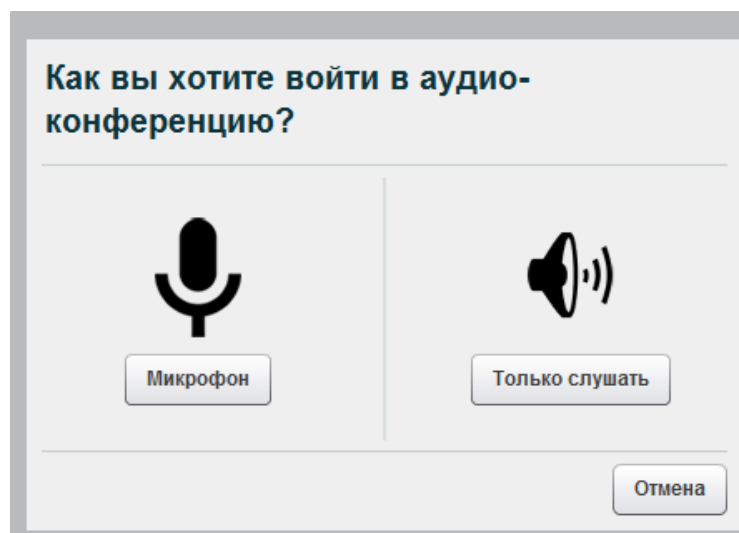 Как вы хотите войти в аудио-
конференцию?
Микрофон
Только слушать
Отмена